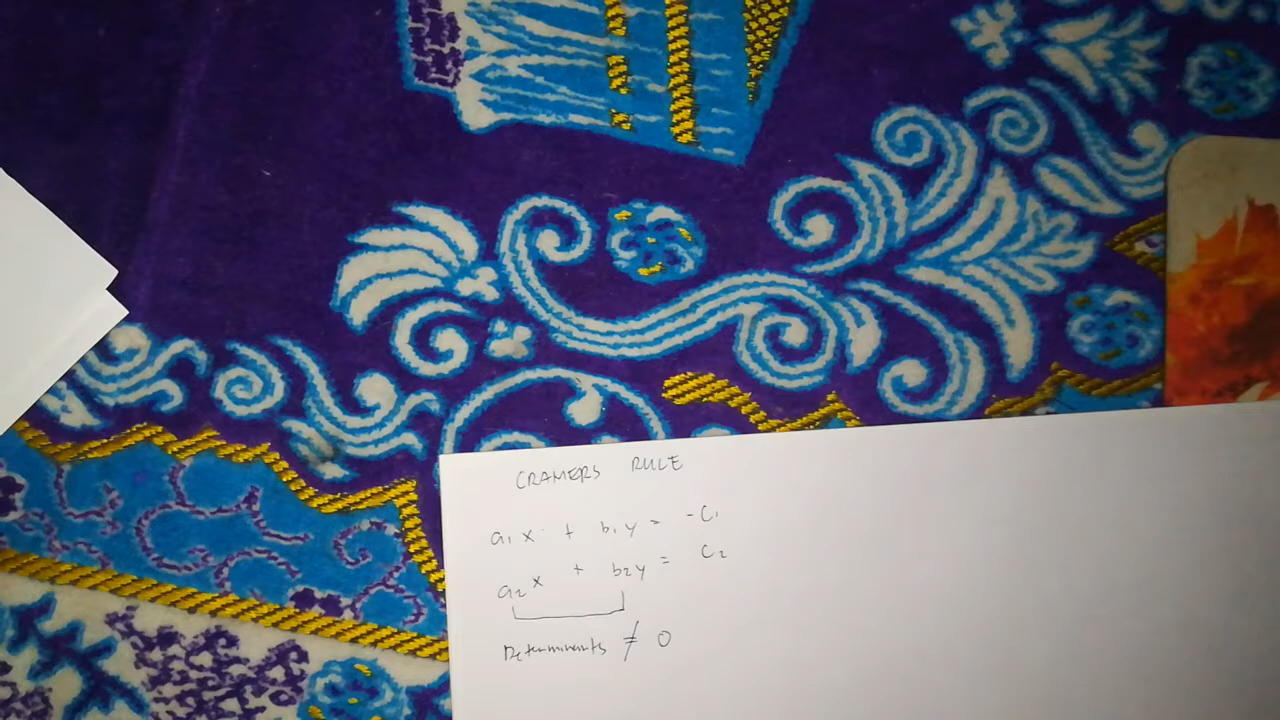 CRAMERS RULE
a₁x + b₁y = -C₁
a₂x + b₂y = C₂
Determinants ≠ 0